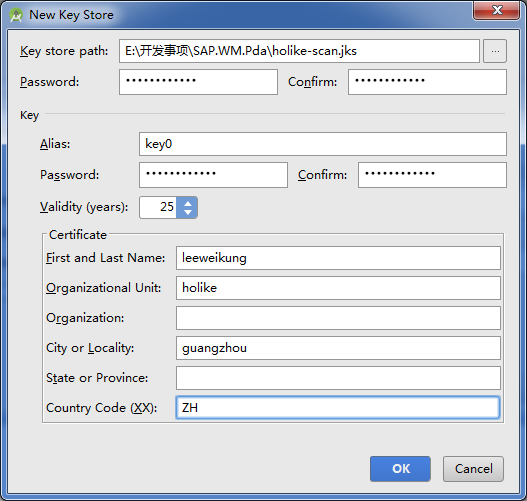 New Key Store
Key store path: E:\开发事项\SAP.WM.Pda\holike-scan.jks ...
Password: •••••••••••• Confirm: ••••••••••••
Key
Alias: key0
Password: •••••••••••• Confirm: ••••••••••••
Validity (years): 25
Certificate
First and Last Name: leeweikung
Organizational Unit: holike
Organization:
City or Locality: guangzhou
State or Province:
Country Code (XX): ZH
OK Cancel